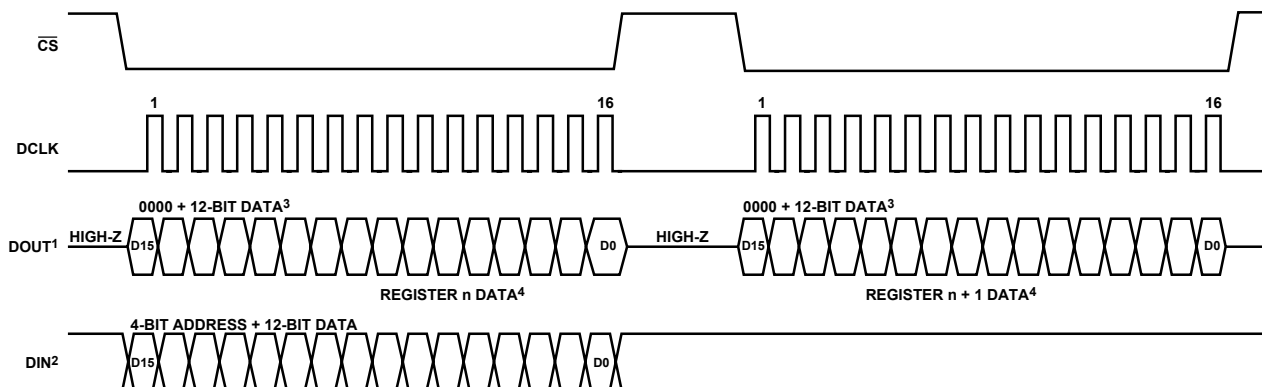 CS
1 16 1 16
DCLK
0000 + 12-BIT DATA3 0000 + 12-BIT DATA3
DOUT1 HIGH-Z D15 D0 HIGH-Z D15 D0
REGISTER n DATA4 REGISTER n + 1 DATA4
4-BIT ADDRESS + 12-BIT DATA
DIN2 D15 D0